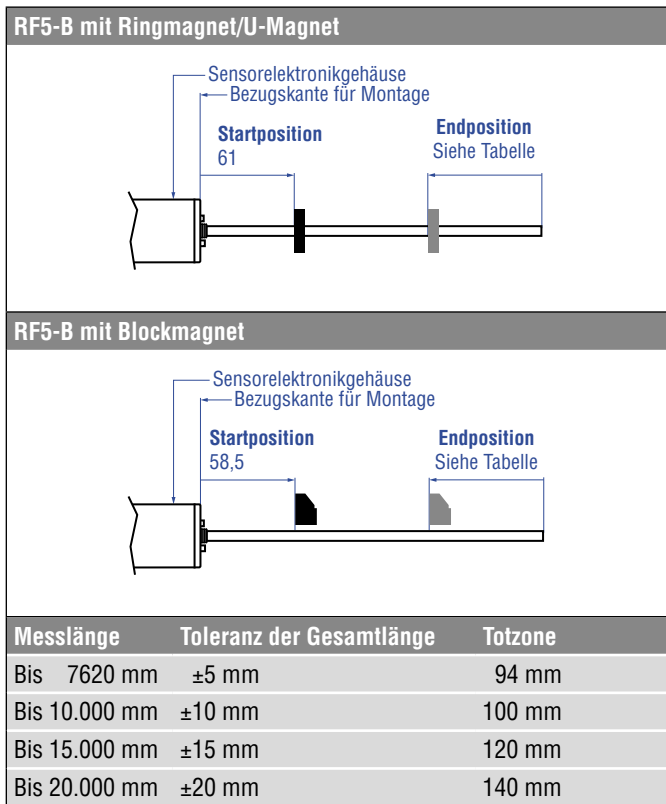 RF5-B mit Ringmagnet/U-Magnet
Sensorelektronikgehäuse
Bezugskante für Montage
Startposition
61
Endposition
Siehe Tabelle
RF5-B mit Blockmagnet
Sensorelektronikgehäuse
Bezugskante für Montage
Startposition
58,5
Endposition
Siehe Tabelle
Messlänge Toleranz der Gesamtlänge Totzone
Bis 7620 mm ±5 mm 94 mm
Bis 10.000 mm ±10 mm 100 mm
Bis 15.000 mm ±15 mm 120 mm
Bis 20.000 mm ±20 mm 140 mm